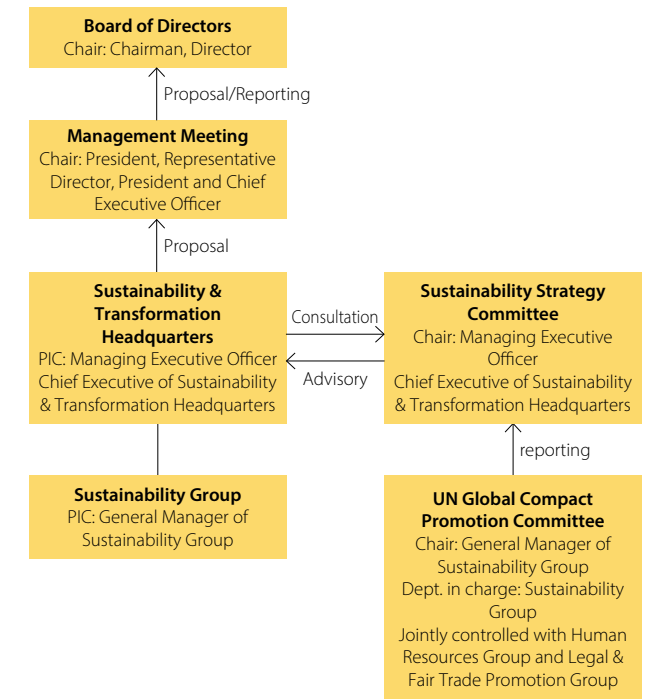 Board of Directors
Chair: Chairman, Director
Proposal/Reporting
Management Meeting
Chair: President, Representative
Director, President and Chief
Executive Officer
Proposal
Sustainability &
Transformation
Headquarters
PIC: Managing Executive Officer
Chief Executive of Sustainability
& Transformation Headquarters
Consultation
Advisory
Sustainability Strategy
Committee
Chair: Managing Executive
Officer
Chief Executive of Sustainability
& Transformation Headquarters
reporting
Sustainability Group
PIC: General Manager of
Sustainability Group
UN Global Compact
Promotion Committee
Chair: General Manager of
Sustainability Group
Dept. in charge: Sustainability
Group
Jointly controlled with Human
Resources Group and Legal &
Fair Trade Promotion Group